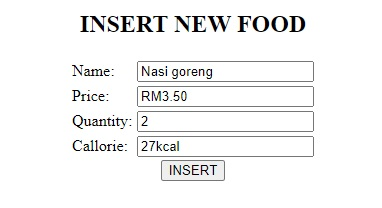 INSERT NEW FOOD
Name: Nasi goreng
Price: RM3.50
Quantity: 2
Callorie: 27kcal
INSERT